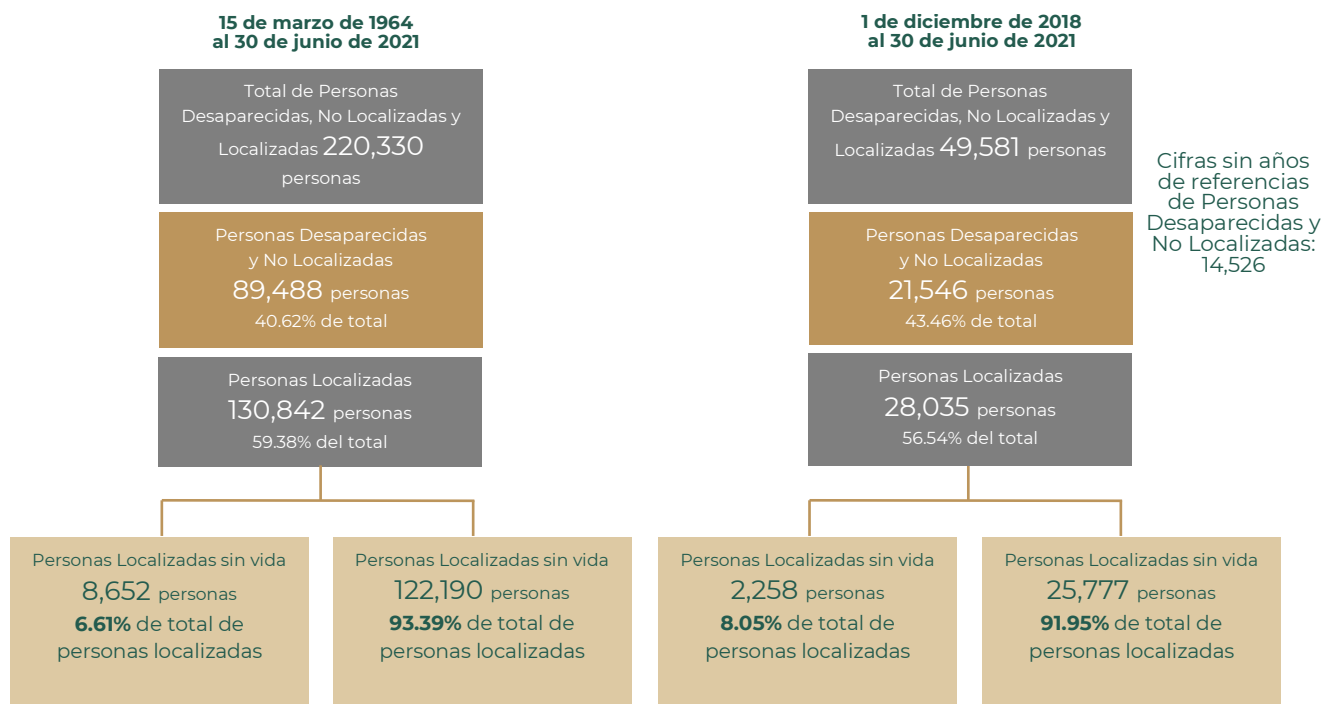 15 de marzo de 1964
al 30 de junio de 2021
Total de Personas
Desaparecidas, No Localizadas y
Localizadas 220,330
personas
Personas Desaparecidas
y No Localizadas
89,488 personas
40.62% de total
Personas Localizadas
130,842 personas
59.38% del total
Personas Localizadas sin vida
8,652 personas
6.61% de total de
personas localizadas
Personas Localizadas sin vida
122,190 personas
93.39% de total de
personas localizadas
1 de diciembre de 2018
al 30 de junio de 2021
Total de Personas
Desaparecidas, No Localizadas y
Localizadas 49,581 personas
Personas Desaparecidas
y No Localizadas
21,546 personas
43.46% de total
Personas Localizadas
28,035 personas
56.54% del total
Personas Localizadas sin vida
2,258 personas
8.05% de total de
personas localizadas
Personas Localizadas sin vida
25,777 personas
91.95% de total de
personas localizadas
Cifras sin años
de referencias
de Personas
Desaparecidas y
No Localizadas:
14,526